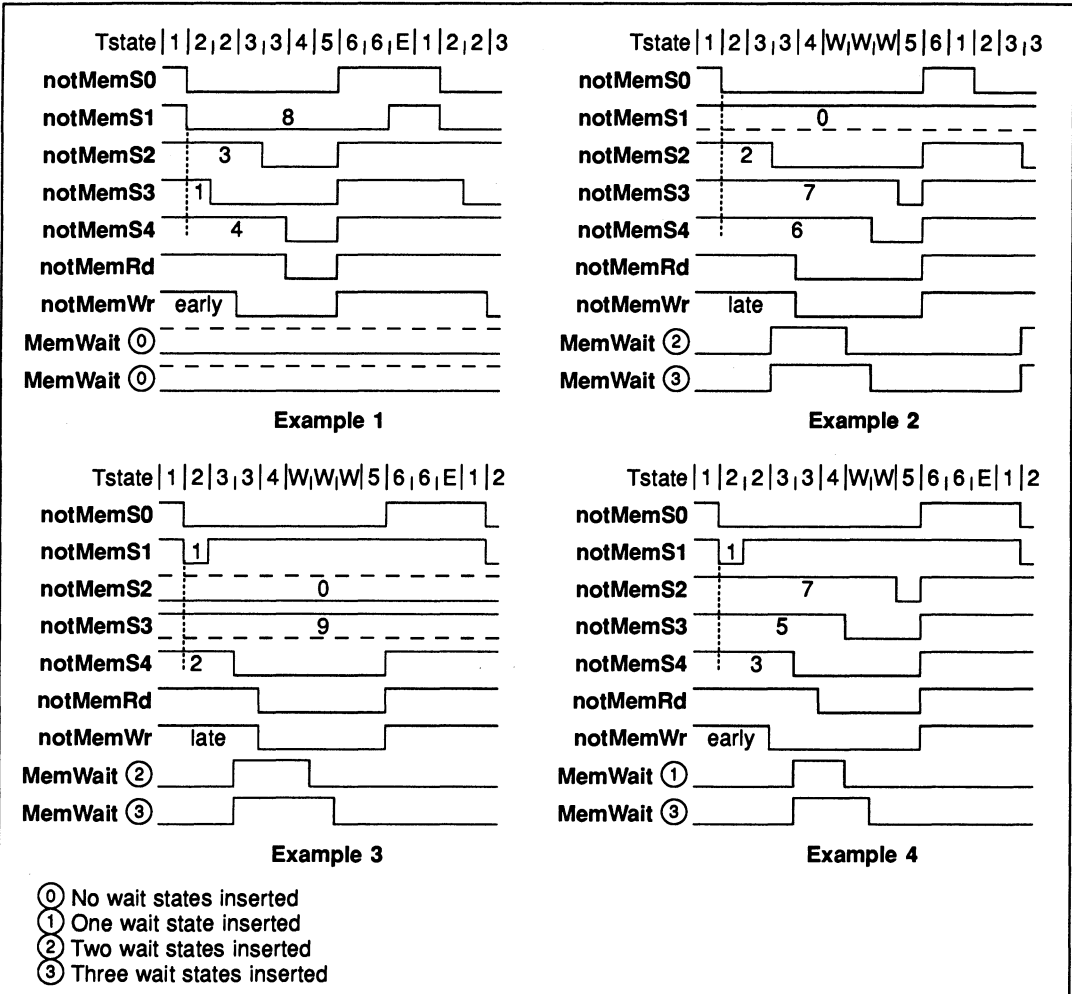 Tstate |1|2¦2|3¦3|4|5|6¦6¦E|1|2¦2|3
notMemS0
notMemS1 8
notMemS2 3
notMemS3 1
notMemS4 4
notMemRd
notMemWr early
MemWait ⓪
MemWait ⓪
Example 1
Tstate |1|2|3¦3|4|W¦W¦W|5|6|1|2|3¦3
notMemS0
notMemS1 0
notMemS2 2
notMemS3 7
notMemS4 6
notMemRd
notMemWr late
MemWait ②
MemWait ③
Example 2
Tstate |1|2|3¦3|4|W¦W¦W|5|6¦6¦E|1|2
notMemS0
notMemS1 1
notMemS2 0
notMemS3 9
notMemS4 2
notMemRd
notMemWr late
MemWait ②
MemWait ③
Example 3
Tstate |1|2¦2|3¦3|4|W¦W|5|6¦6¦E|1|2
notMemS0
notMemS1 1
notMemS2 7
notMemS3 5
notMemS4 3
notMemRd
notMemWr early
MemWait ①
MemWait ③
Example 4
⓪ No wait states inserted
① One wait state inserted
② Two wait states inserted
③ Three wait states inserted